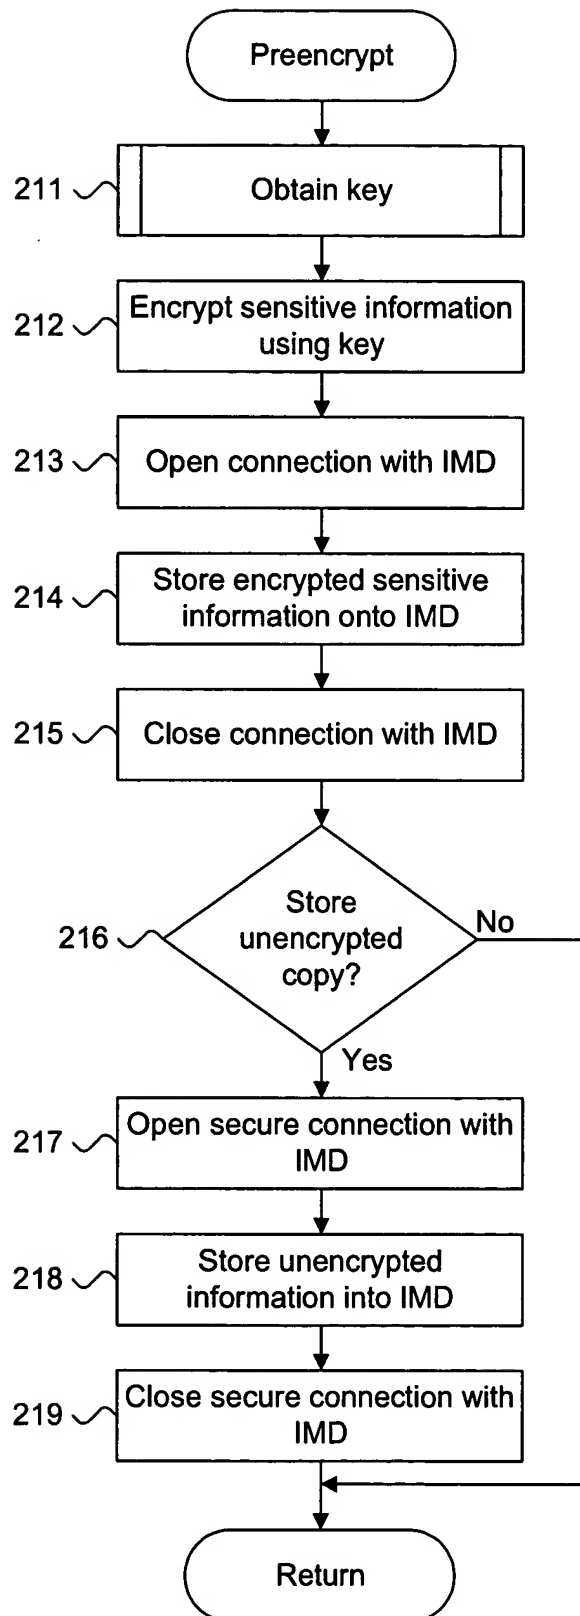 Preencrypt
211
Obtain key
212
Encrypt sensitive information
using key
213
Open connection with IMD
214
Store encrypted sensitive
information onto IMD
215
Close connection with IMD
216
Store
unencrypted
copy?
No
Yes
217
Open secure connection with
IMD
218
Store unencrypted
information into IMD
219
Close secure connection with
IMD
Return